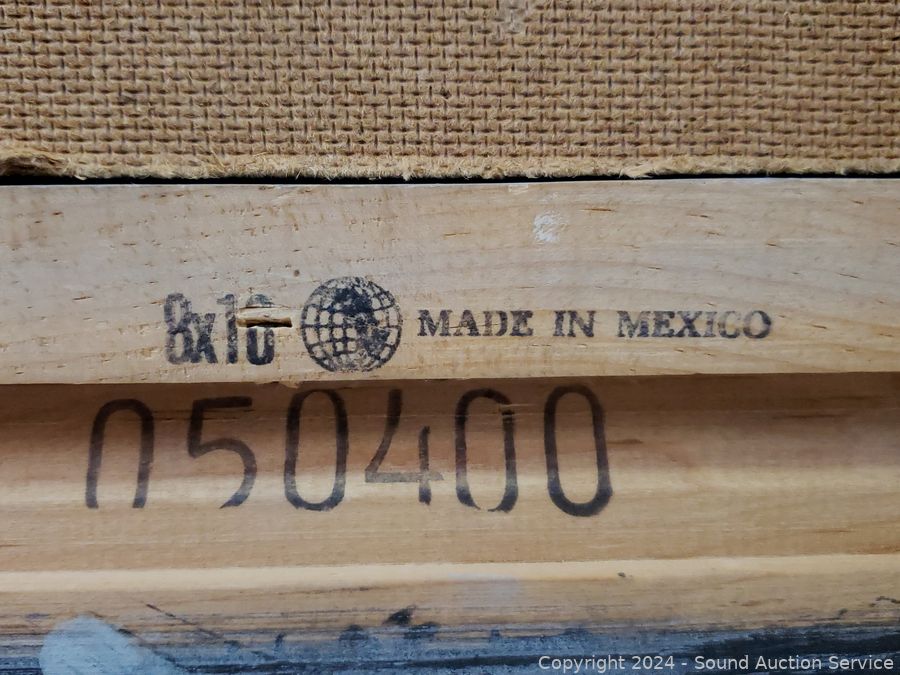 8x10 MADE IN MEXICO
050400
Copyright 2024 - Sound Auction Service